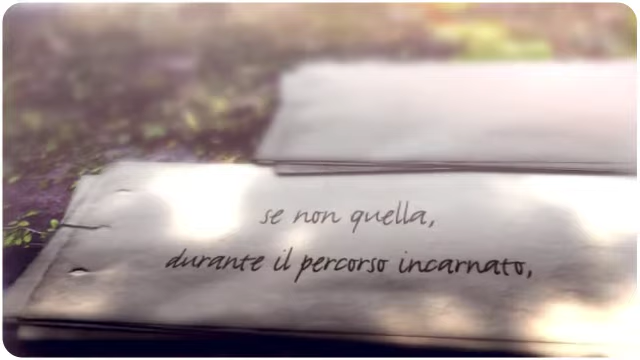 se non quella,
durante il percorso incarnato,